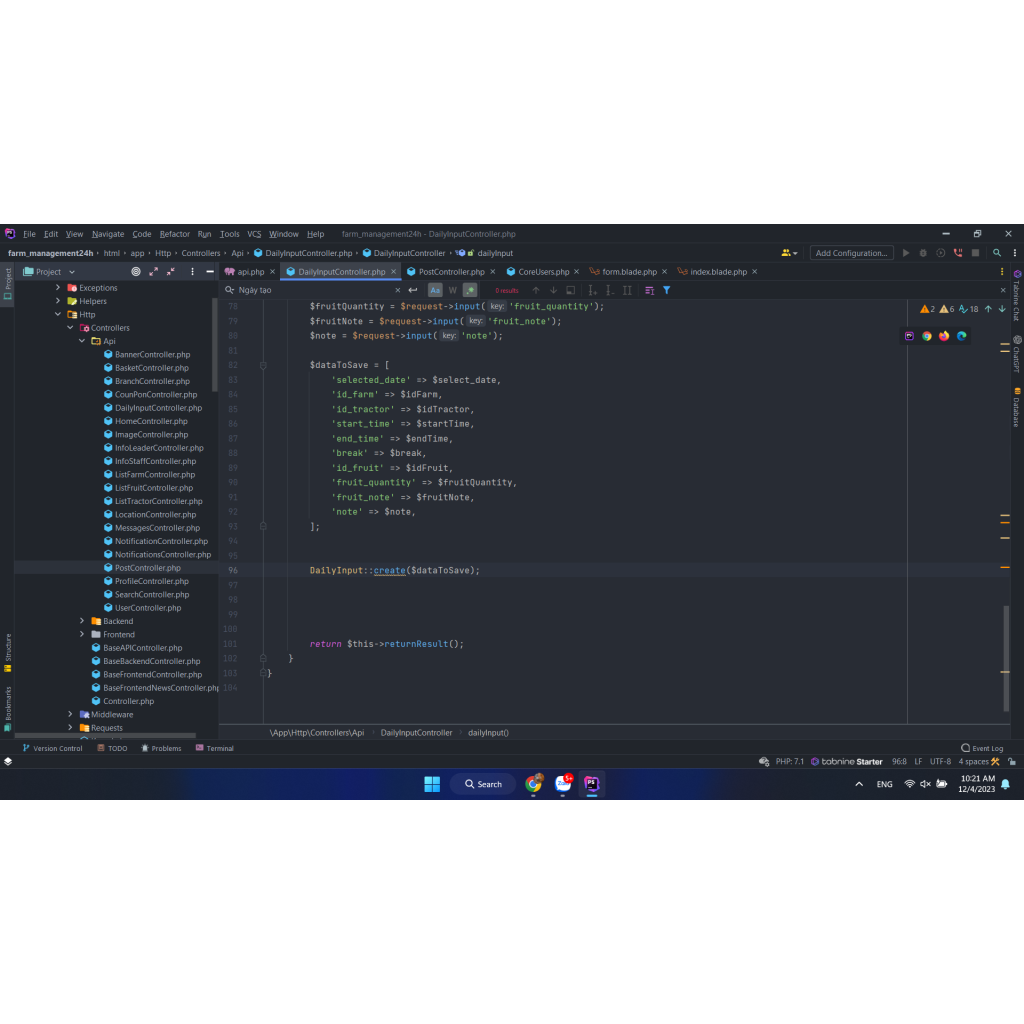 File Edit View Navigate Code Refactor Run Tools VCS Window Help farm_management24h - DailyInputController.php
farm_management24h html app Http Controllers Api DailyInputController.php DailyInputController dailyInput Add Configuration...
Project api.php DailyInputController.php PostController.php CoreUsers.php form.blade.php index.blade.php
Ngày tạo Aa W .* 0 results
Project
Structure
Bookmarks
Exceptions
Helpers
Http
Controllers
Api
BannerController.php
BasketController.php
BranchController.php
CounPonController.php
DailyInputController.php
HomeController.php
ImageController.php
InfoLeaderController.php
InfoStaffController.php
ListFarmController.php
ListFruitController.php
ListTractorController.php
LocationController.php
MessagesController.php
NotificationController.php
NotificationsController.php
PostController.php
ProfileController.php
SearchController.php
UserController.php
Backend
Frontend
BaseAPIController.php
BaseBackendController.php
BaseFrontendController.php
BaseFrontendNewsController.php
Controller.php
Middleware
Requests
78 $fruitQuantity = $request->input( key: 'fruit_quantity');
79 $fruitNote = $request->input( key: 'fruit_note');
80 $note = $request->input( key: 'note');
81
82 $dataToSave = [
83 'selected_date' => $select_date,
84 'id_farm' => $idFarm,
85 'id_tractor' => $idTractor,
86 'start_time' => $startTime,
87 'end_time' => $endTime,
88 'break' => $break,
89 'id_fruit' => $idFruit,
90 'fruit_quantity' => $fruitQuantity,
91 'fruit_note' => $fruitNote,
92 'note' => $note,
93 ];
94
95
96 DailyInput::create($dataToSave);
97
98
99
100
101 return $this->returnResult();
102 }
103 }
104
2 6 18
Tabnine Chat
ChatGPT
Database
\App\Http\Controllers\Api DailyInputController dailyInput()
Version Control TODO Problems Terminal Event Log
PHP: 7.1 tabnine Starter 96:8 LF UTF-8 4 spaces
Search 5+ PS ENG 10:21 AM
12/4/2023